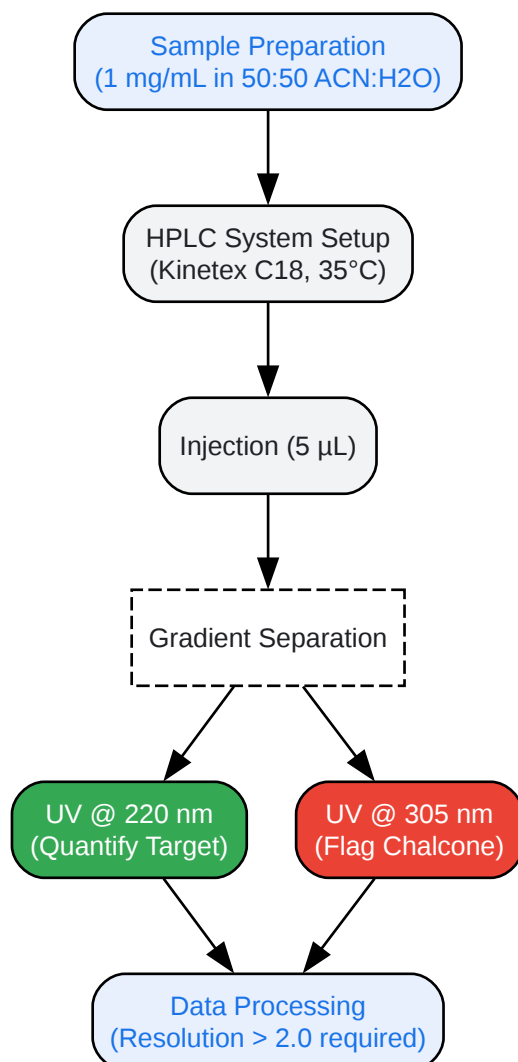 Sample Preparation
(1 mg/mL in 50:50 ACN:H2O)
HPLC System Setup
(Kinetex C18, 35°C)
Injection (5 µL)
Gradient Separation
UV @ 220 nm
(Quantify Target)
UV @ 305 nm
(Flag Chalcone)
Data Processing
(Resolution > 2.0 required)